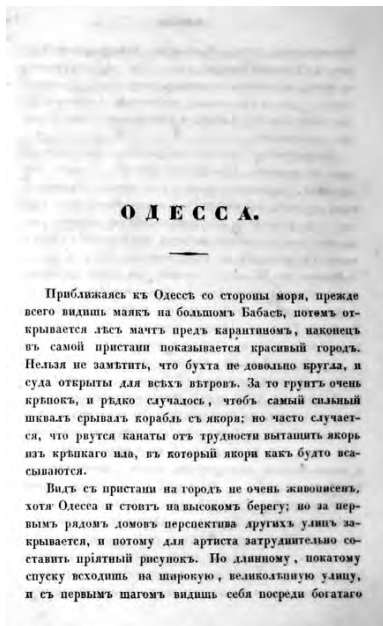 ОДЕССА.
Приближаясь къ Одессѣ со стороны моря, прежде
всего видишь маякъ на большомъ Бабасѣ, потомъ от-
крывается лѣсъ мачтъ предъ карантиномъ, наконецъ
въ самой пристани показывается красивый городъ.
Нельзя не замѣтить, что бухта не довольно кругла, и
суда открыты для всѣхъ вѣтровъ. За то грунтъ очень
крѣпокъ, и рѣдко случалось, чтобъ самый сильный
шквалъ срывалъ корабль съ якоря; но часто случает-
ся, что рвутся канаты отъ трудности вытащить якорь
изъ крѣпкаго ила, въ который якори какъ будто вса-
сываются.
Видъ съ пристани на городъ не очень живописенъ,
хотя Одесса и стоитъ на высокомъ берегу; но за пер-
вымъ рядомъ домовъ перспектива другихъ улицъ за-
крывается, и потому для артиста затруднительно со-
ставить пріятный рисунокъ. По длинному, покатому
спуску всходишь на широкую, великолѣпную улицу,
и съ первымъ шагомъ видишь себя посреди богатаго